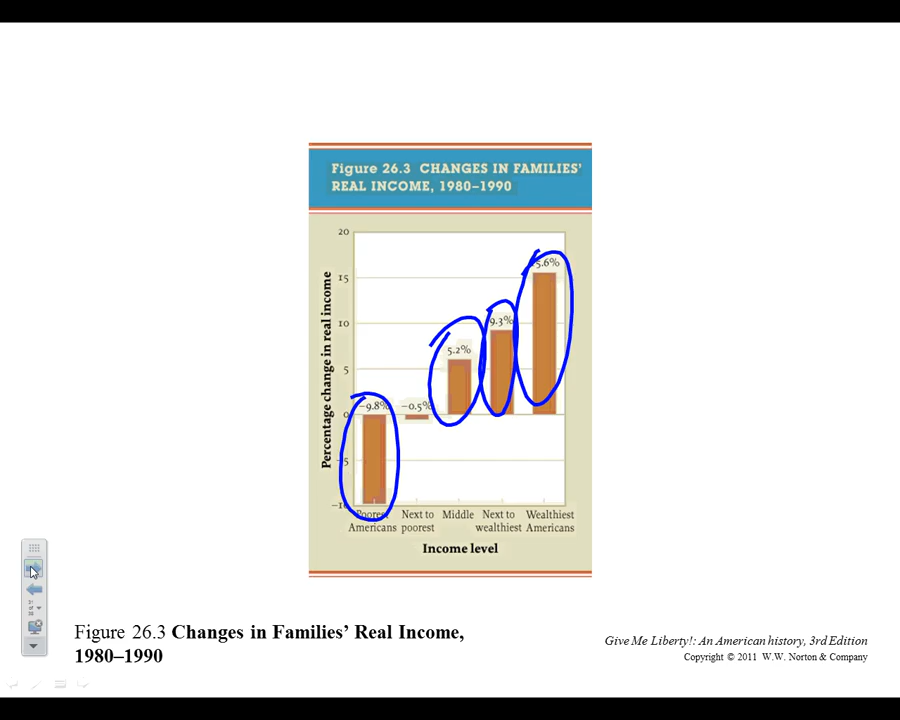 Figure 26.3 CHANGES IN FAMILIES'
REAL INCOME, 1980–1990
Percentage change in real income
20
15
10
5
0
5.6%
9.3%
5.2%
–9.8%
–0.5%
Poorest Next to Middle Next to Wealthiest
Americans poorest wealthiest Americans
Income level
Figure 26.3 Changes in Families' Real Income,
1980–1990
Give Me Liberty!: An American history, 3rd Edition
Copyright © 2011 W.W. Norton & Company